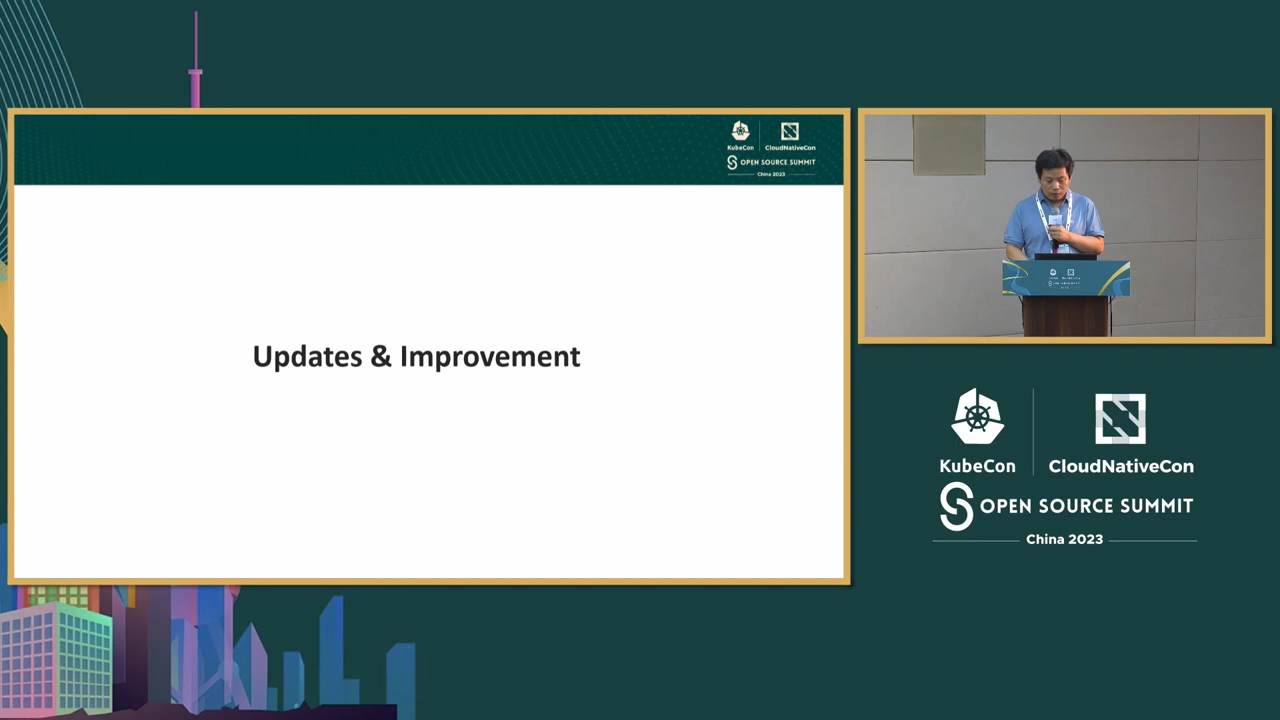 KubeCon
CloudNativeCon
OPEN SOURCE SUMMIT
China 2023
Updates & Improvement
KubeCon
CloudNativeCon
OPEN SOURCE SUMMIT
China 2023